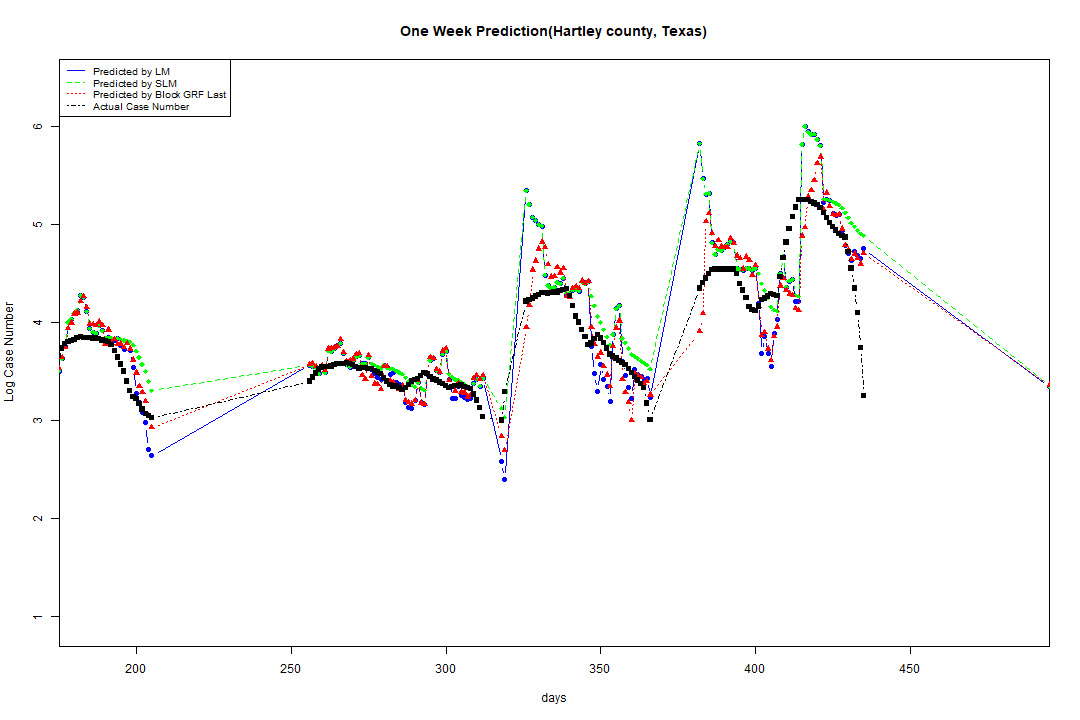 One Week Prediction(Hartley county, Texas)
Predicted by LM
Predicted by SLM
Predicted by Block GRF Last
Actual Case Number
Log Case Number
6
5
4
3
2
1
200 250 300 350 400 450
days